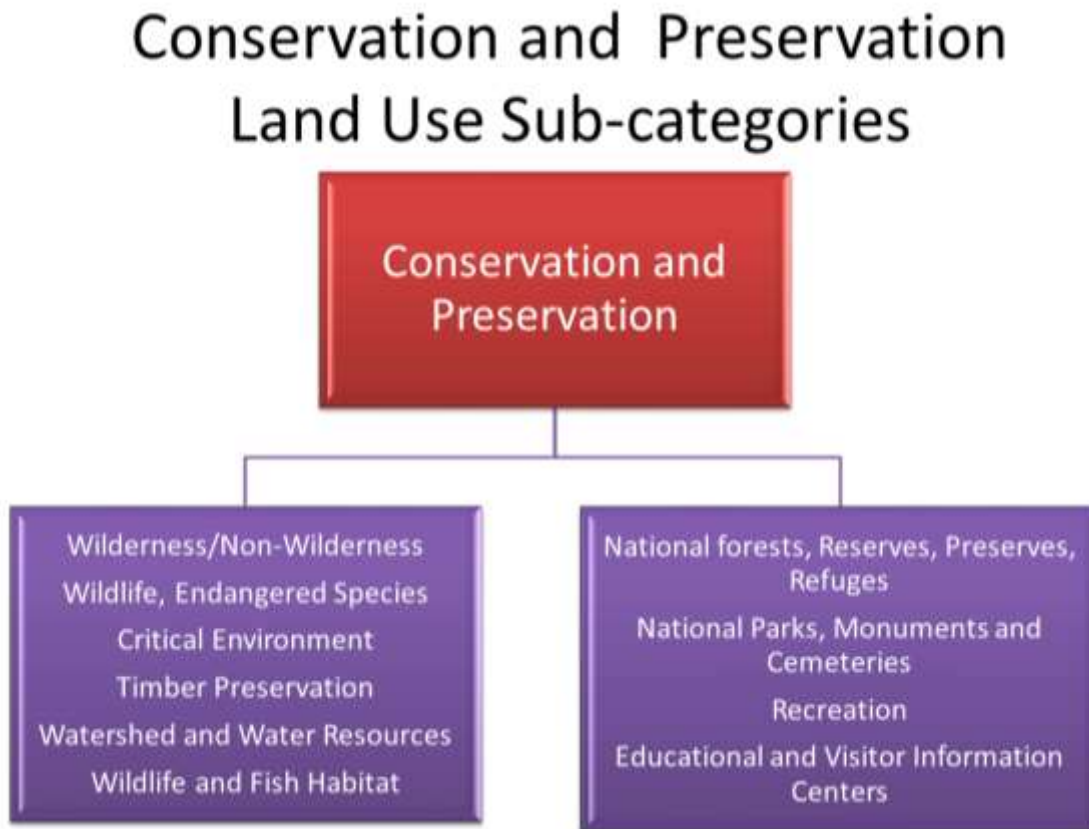 Conservation and Preservation
Land Use Sub-categories
Conservation and
Preservation
Wilderness/Non-Wilderness
Wildlife, Endangered Species
Critical Environment
Timber Preservation
Watershed and Water Resources
Wildlife and Fish Habitat
National forests, Reserves, Preserves,
Refuges
National Parks, Monuments and
Cemeteries
Recreation
Educational and Visitor Information
Centers